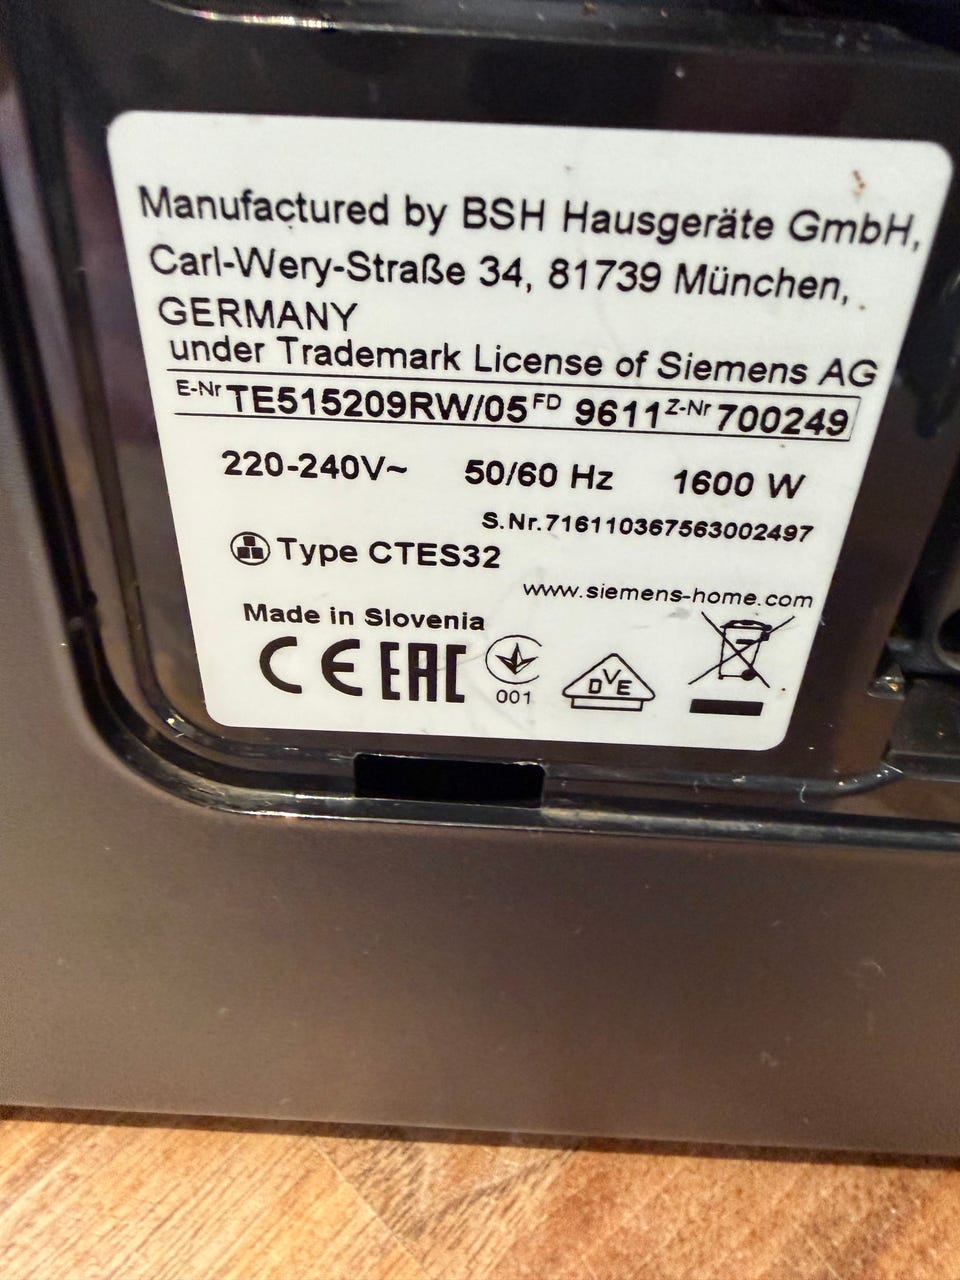 Manufactured by BSH Hausgeräte GmbH,
Carl-Wery-Straße 34, 81739 München,
GERMANY
under Trademark License of Siemens AG
E-Nr TE515209RW/05 FD 9611 Z-Nr 700249
220-240V~ 50/60 Hz 1600 W
S.Nr.716110367563002497
Type CTES32
www.siemens-home.com
Made in Slovenia
CE EAC 001 DVE